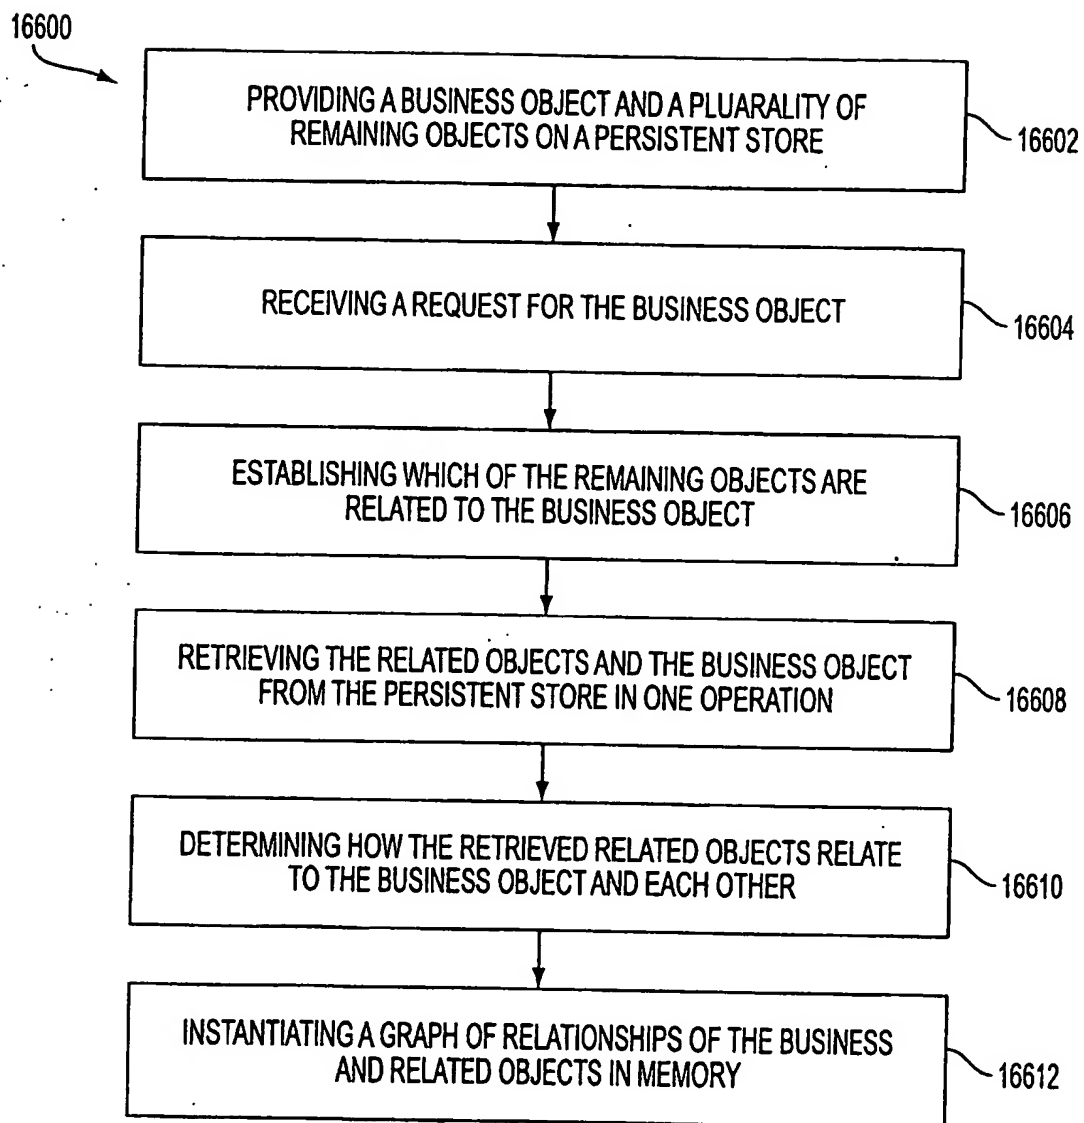 16600
PROVIDING A BUSINESS OBJECT AND A PLUARALITY OF
REMAINING OBJECTS ON A PERSISTENT STORE
16602
RECEIVING A REQUEST FOR THE BUSINESS OBJECT
16604
ESTABLISHING WHICH OF THE REMAINING OBJECTS ARE
RELATED TO THE BUSINESS OBJECT
16606
RETRIEVING THE RELATED OBJECTS AND THE BUSINESS OBJECT
FROM THE PERSISTENT STORE IN ONE OPERATION
16608
DETERMINING HOW THE RETRIEVED RELATED OBJECTS RELATE
TO THE BUSINESS OBJECT AND EACH OTHER
16610
INSTANTIATING A GRAPH OF RELATIONSHIPS OF THE BUSINESS
AND RELATED OBJECTS IN MEMORY
16612